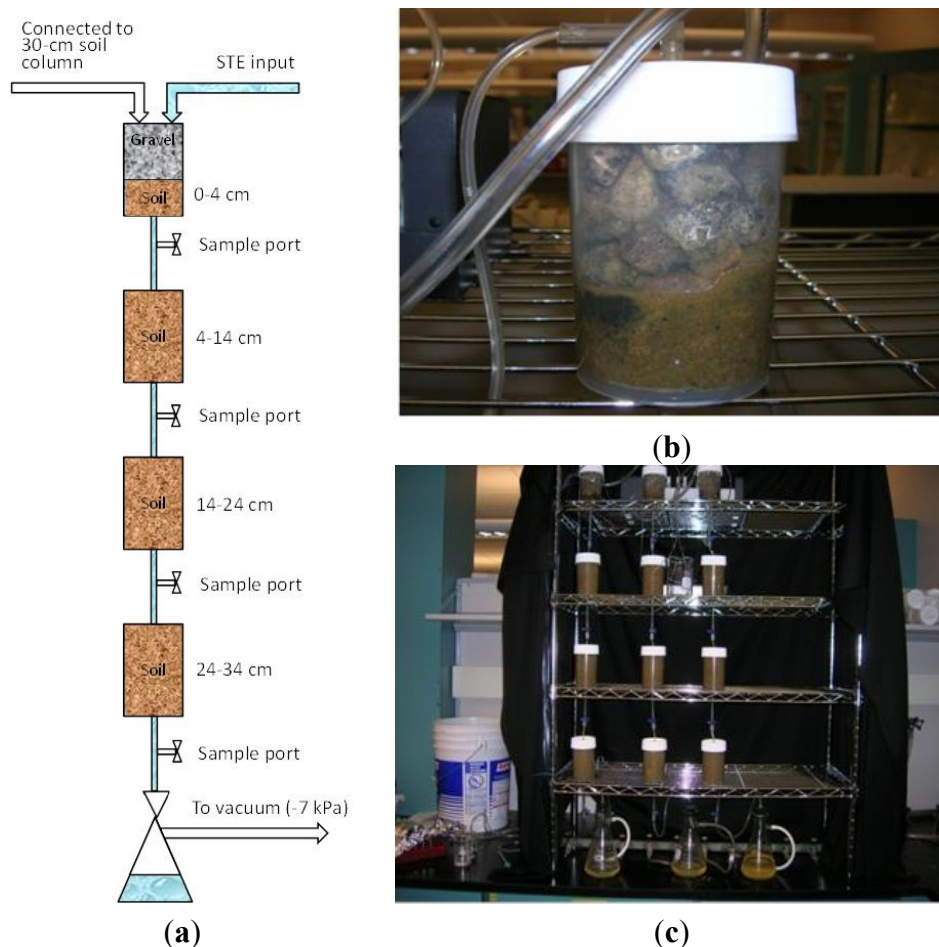 Connected to
30-cm soil
column
STE input
Gravel
Soil
0-4 cm
Sample port
Soil
4-14 cm
Sample port
Soil
14-24 cm
Sample port
Soil
24-34 cm
Sample port
To vacuum (-7 kPa)
(a)
(b)
(c)